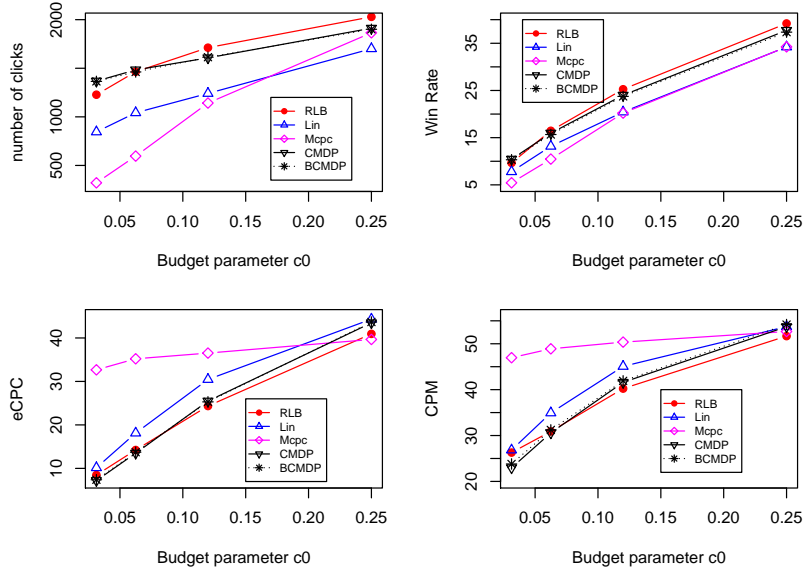 number of clicks
500
1000
2000
0.05
0.10
0.15
0.20
0.25
Budget parameter c0
RLB
Lin
Mcpc
CMDP
BCMDP
Win Rate
5
15
25
35
0.05
0.10
0.15
0.20
0.25
Budget parameter c0
RLB
Lin
Mcpc
CMDP
BCMDP
eCPC
10
20
30
40
0.05
0.10
0.15
0.20
0.25
Budget parameter c0
RLB
Lin
Mcpc
CMDP
BCMDP
CPM
20
30
40
50
0.05
0.10
0.15
0.20
0.25
Budget parameter c0
RLB
Lin
Mcpc
CMDP
BCMDP